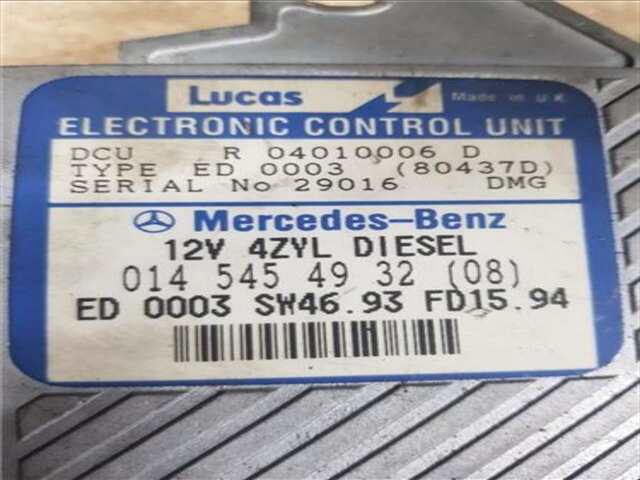 Lucas Made in U.K
ELECTRONIC CONTROL UNIT
DCU R 04010006 D
TYPE ED 0003 (80437D)
SERIAL No 29016 DMG
Mercedes-Benz
12V 4ZYL DIESEL
014 545 49 32 (08)
ED 0003 SW46.93 FD15.94